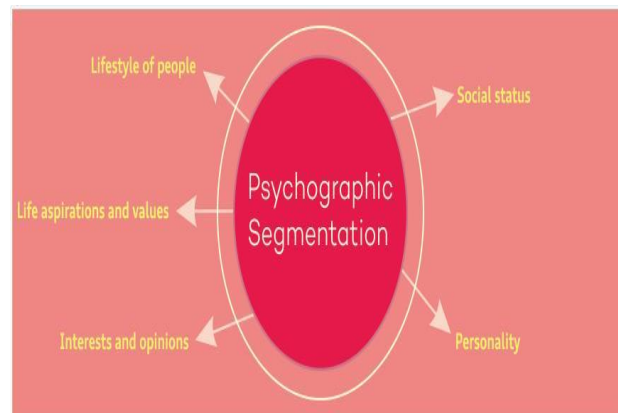 Lifestyle of people
Social status
Psychographic
Segmentation
Life aspirations and values
Interests and opinions
Personality